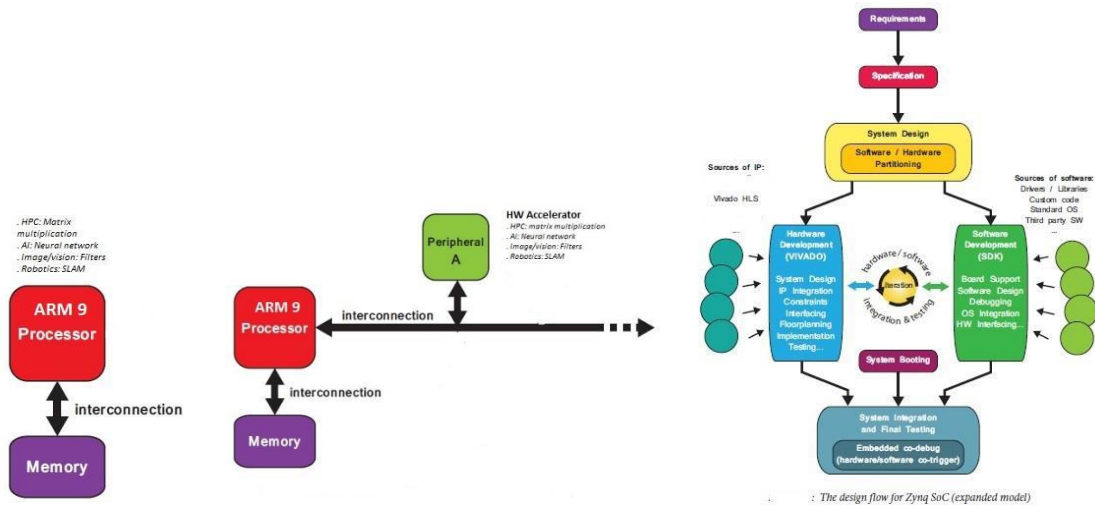 . HPC: Matrix
multiplication
. AI: Neural network
. Image/vision: Filters
. Robotics: SLAM
ARM 9
Processor
interconnection
Memory
ARM 9
Processor
interconnection
Memory
interconnection
Peripheral
A
HW Accelerator
. HPC: matrix multiplication
. AI: Neural network
. Image/vision: Filters
. Robotics: SLAM
Requirements
Specification
System Design
Software / Hardware
Partitioning
Sources of IP:
Vivado HLS
...
Sources of software:
Drivers / Libraries
Custom code
Standard OS
Third party SW
...
Hardware
Development
(VIVADO)
System Design
IP Integration
Constraints
Interfacing
Floorplanning
Implementation
Testing...
hardware/software
Iteration
integration & testing
Software
Development
(SDK)
Board Support
Software Design
Debugging
OS Integration
HW Interfacing...
System Booting
System Integration
and Final Testing
Embedded co-debug
(hardware/software co-trigger)
. : The design flow for Zynq SoC (expanded model)